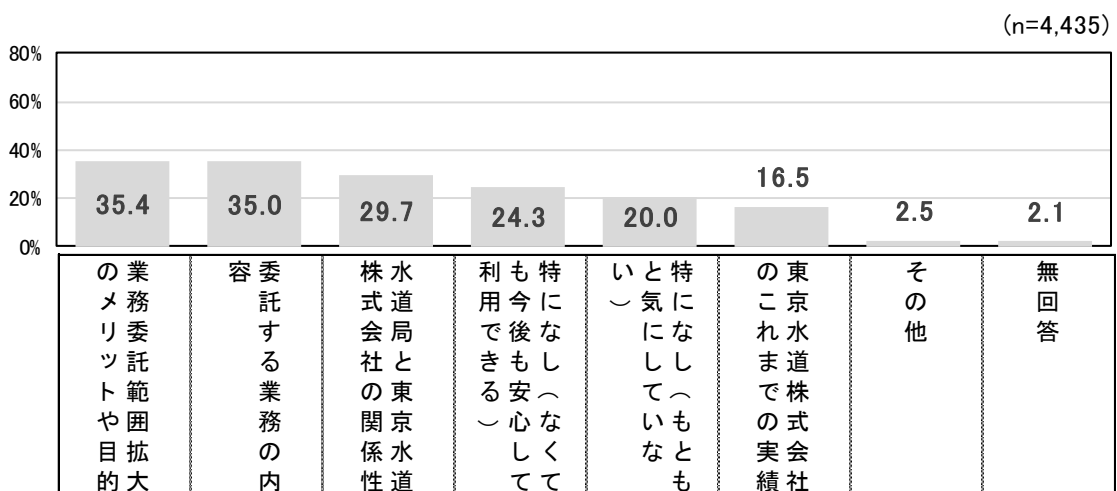 (n=4,435)
80%
60%
40%
20%
0%
35.4
35.0
29.7
24.3
20.0
16.5
2.5
2.1
業務委託範囲拡大
のメリットや目的
委託する業務の内
容
水道局と東京水道
株式会社の関係性
特になし（なくて
も今後も安心して
利用できる）
特になし（もとも
と気にしていな
い）
東京水道株式会社
のこれまでの実績
その他
無回答